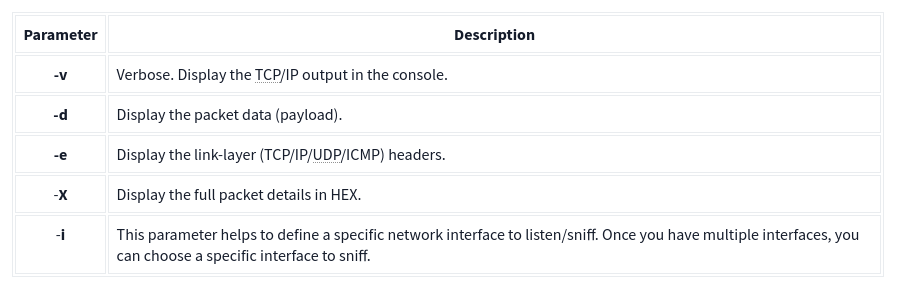 Parameter Description
-v Verbose. Display the TCP/IP output in the console.
-d Display the packet data (payload).
-e Display the link-layer (TCP/IP/UDP/ICMP) headers.
-X Display the full packet details in HEX.
-i This parameter helps to define a specific network interface to listen/sniff. Once you have multiple interfaces, you
can choose a specific interface to sniff.